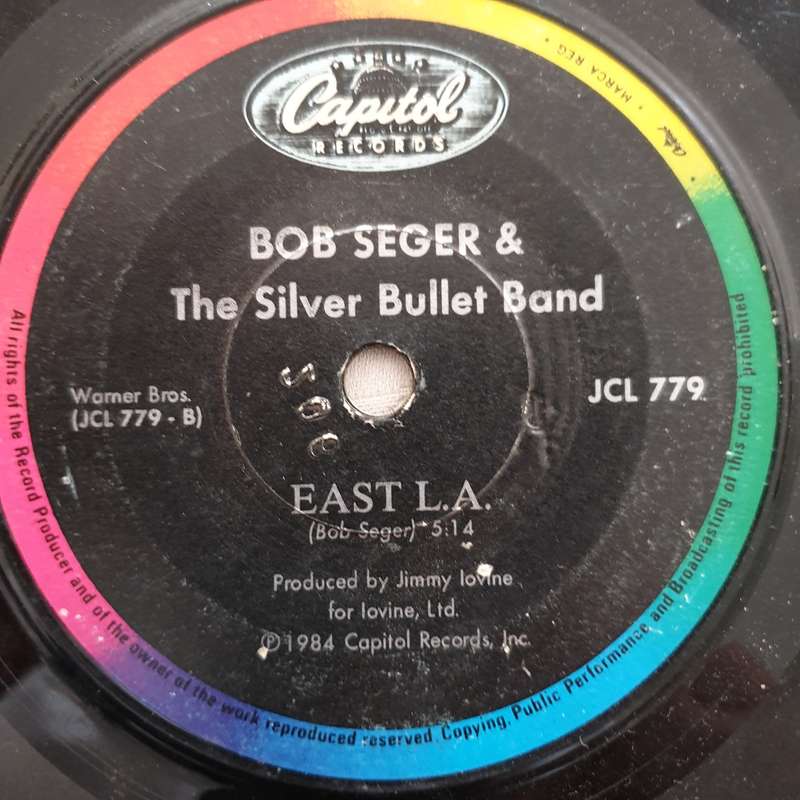 MARCA REG.
Capitol
Capitol
RECORDS
BOB SEGER &
The Silver Bullet Band
Warner Bros.
(JCL 779 - B)
JCL 779
EAST L.A.
(Bob Seger) 5:14
Produced by Jimmy Iovine
for Iovine, Ltd.
Ⓟ1984 Capitol Records, Inc.
All rights of the Record Producer and of the owner of the work reproduced reserved. Copying, Public Performance and Broadcasting of this record prohibited